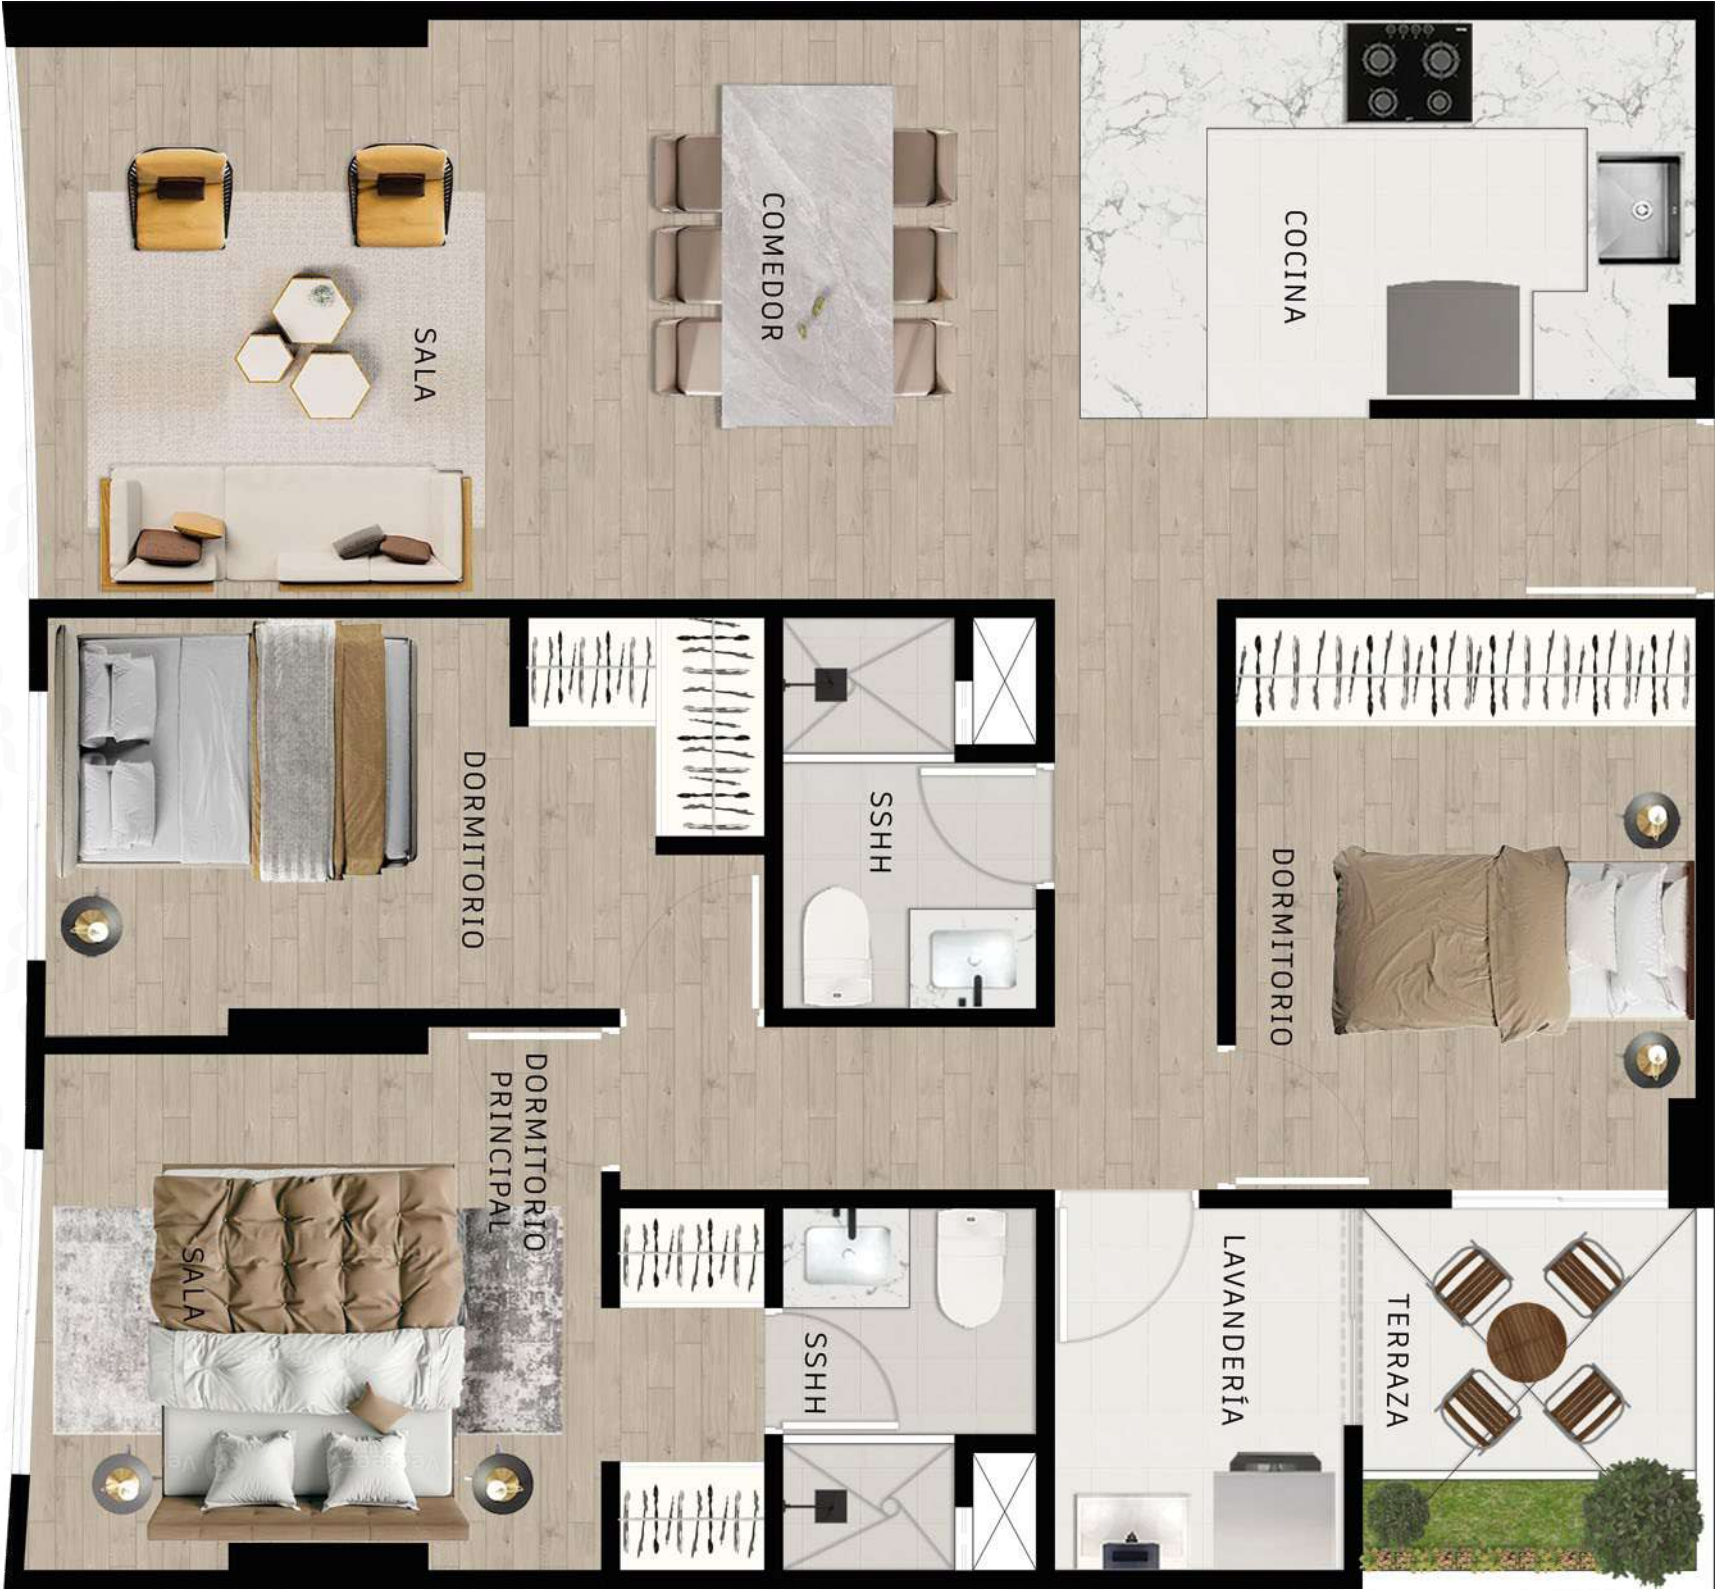 COMEDOR
COCINA
SALA
DORMITORIO
SSHH
DORMITORIO
DORMITORIO
PRINCIPAL
SALA
SSHH
LAVANDERÍA
TERRAZA